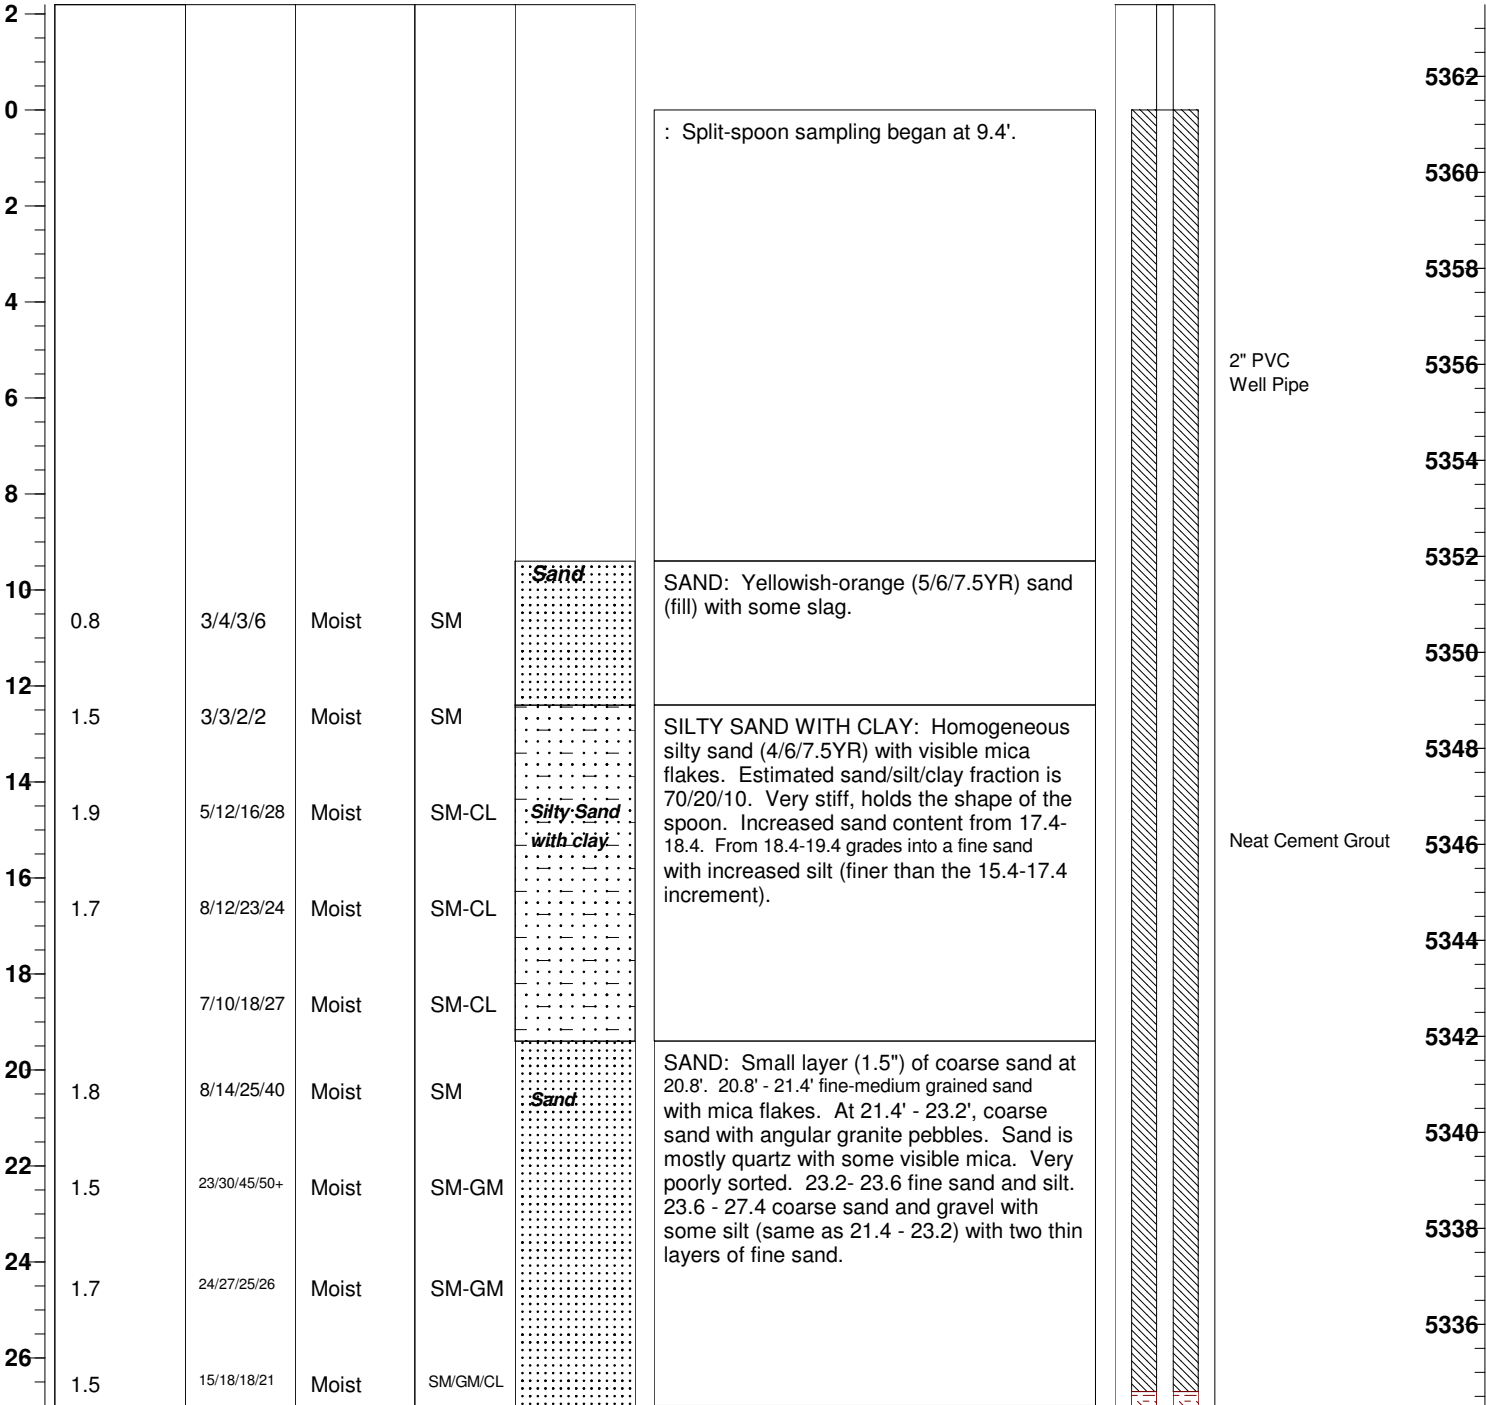 2
5362
0
: Split-spoon sampling began at 9.4'.
5360
2
5358
4
2" PVC
Well Pipe
5356
6
5354
8
5352
Sand
10
SAND: Yellowish-orange (5/6/7.5YR) sand
(fill) with some slag.
0.8 3/4/3/6 Moist SM
5350
12
1.5 3/3/2/2 Moist SM
SILTY SAND WITH CLAY: Homogeneous
silty sand (4/6/7.5YR) with visible mica
flakes. Estimated sand/silt/clay fraction is
70/20/10. Very stiff, holds the shape of the
spoon. Increased sand content from 17.4-
18.4. From 18.4-19.4 grades into a fine sand
with increased silt (finer than the 15.4-17.4
increment).
5348
14
1.9 5/12/16/28 Moist SM-CL
Silty Sand
with clay
Neat Cement Grout
5346
16
1.7 8/12/23/24 Moist SM-CL
5344
18
7/10/18/27 Moist SM-CL
5342
20
SAND: Small layer (1.5") of coarse sand at
20.8'. 20.8' - 21.4' fine-medium grained sand
with mica flakes. At 21.4' - 23.2', coarse
sand with angular granite pebbles. Sand is
mostly quartz with some visible mica. Very
poorly sorted. 23.2- 23.6 fine sand and silt.
23.6 - 27.4 coarse sand and gravel with
some silt (same as 21.4 - 23.2) with two thin
layers of fine sand.
1.8 8/14/25/40 Moist SM
Sand
5340
22
1.5 23/30/45/50+ Moist SM-GM
5338
24
1.7 24/27/25/26 Moist SM-GM
5336
26
1.5 15/18/18/21 Moist SM/GM/CL